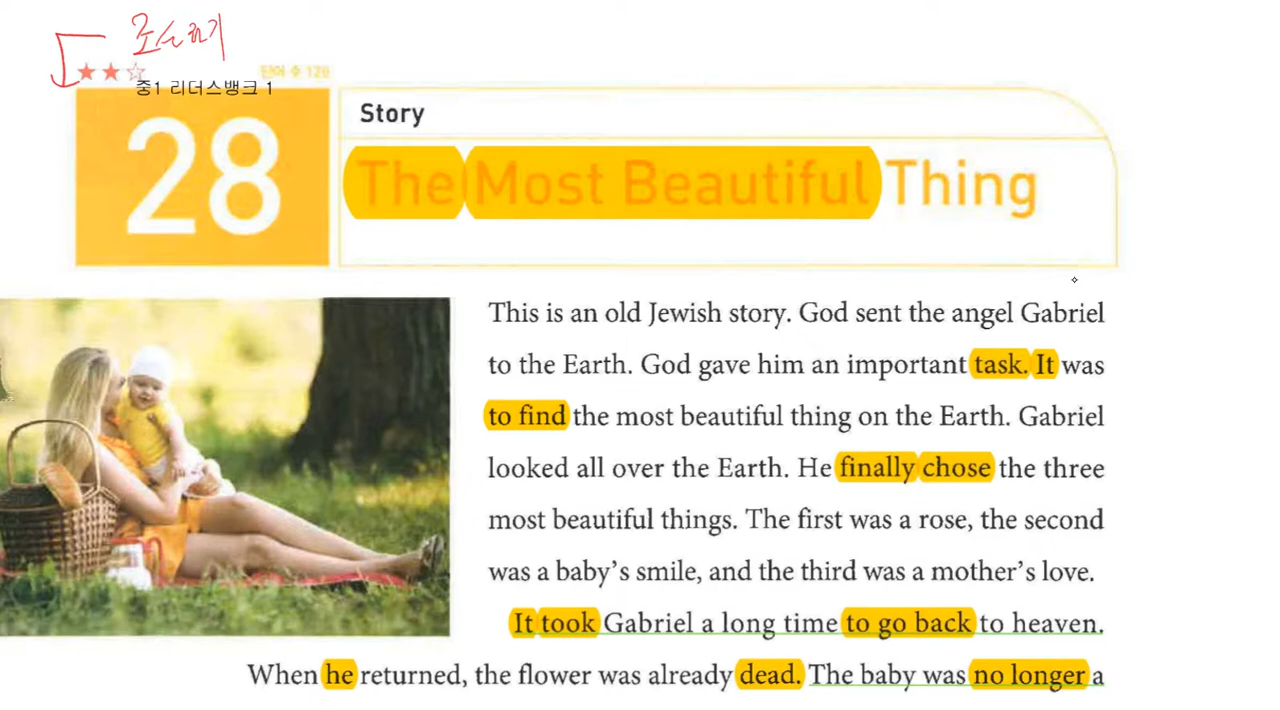 ★★☆
단어 수 128
중1 리더스뱅크 1
28
Story
The Most Beautiful Thing
This is an old Jewish story. God sent the angel Gabriel
to the Earth. God gave him an important task. It was
to find the most beautiful thing on the Earth. Gabriel
looked all over the Earth. He finally chose the three
most beautiful things. The first was a rose, the second
was a baby's smile, and the third was a mother's love.
It took Gabriel a long time to go back to heaven.
When he returned, the flower was already dead. The baby was no longer a